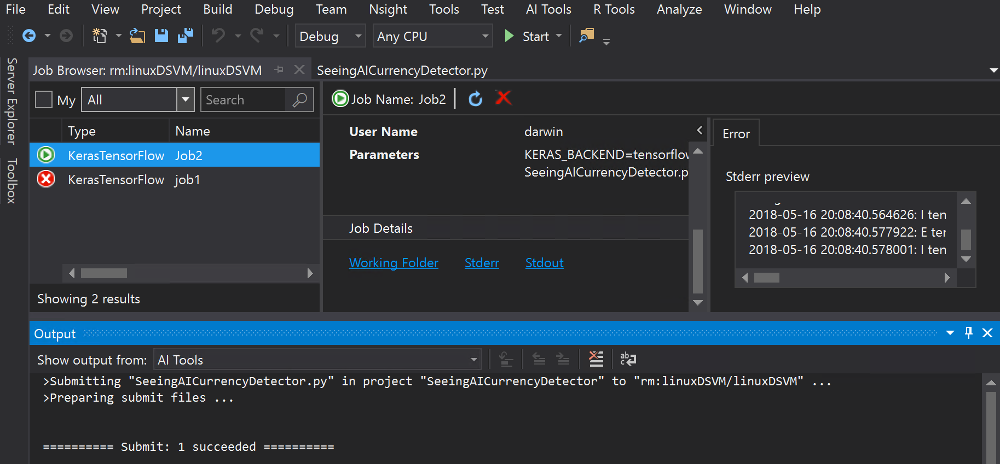 File Edit View Project Build Debug Team Nsight Tools Test AI Tools R Tools Analyze Window Help
Debug Any CPU Start
Server Explorer
Toolbox
Job Browser: rm:linuxDSVM/linuxDSVM SeeingAICurrencyDetector.py
My All Search
Type Name
KerasTensorFlow Job2
KerasTensorFlow job1
Showing 2 results
Job Name: Job2
User Name darwin
Parameters KERAS_BACKEND=tensorflow
SeeingAICurrencyDetector.p
Job Details
Working Folder Stderr Stdout
Error
Stderr preview
2018-05-16 20:08:40.564626: I ten
2018-05-16 20:08:40.577922: E ter
2018-05-16 20:08:40.578001: I ten
Output
Show output from: AI Tools
>Submitting "SeeingAICurrencyDetector.py" in project "SeeingAICurrencyDetector" to "rm:linuxDSVM/linuxDSVM" ...
>Preparing submit files ...
========== Submit: 1 succeeded ==========